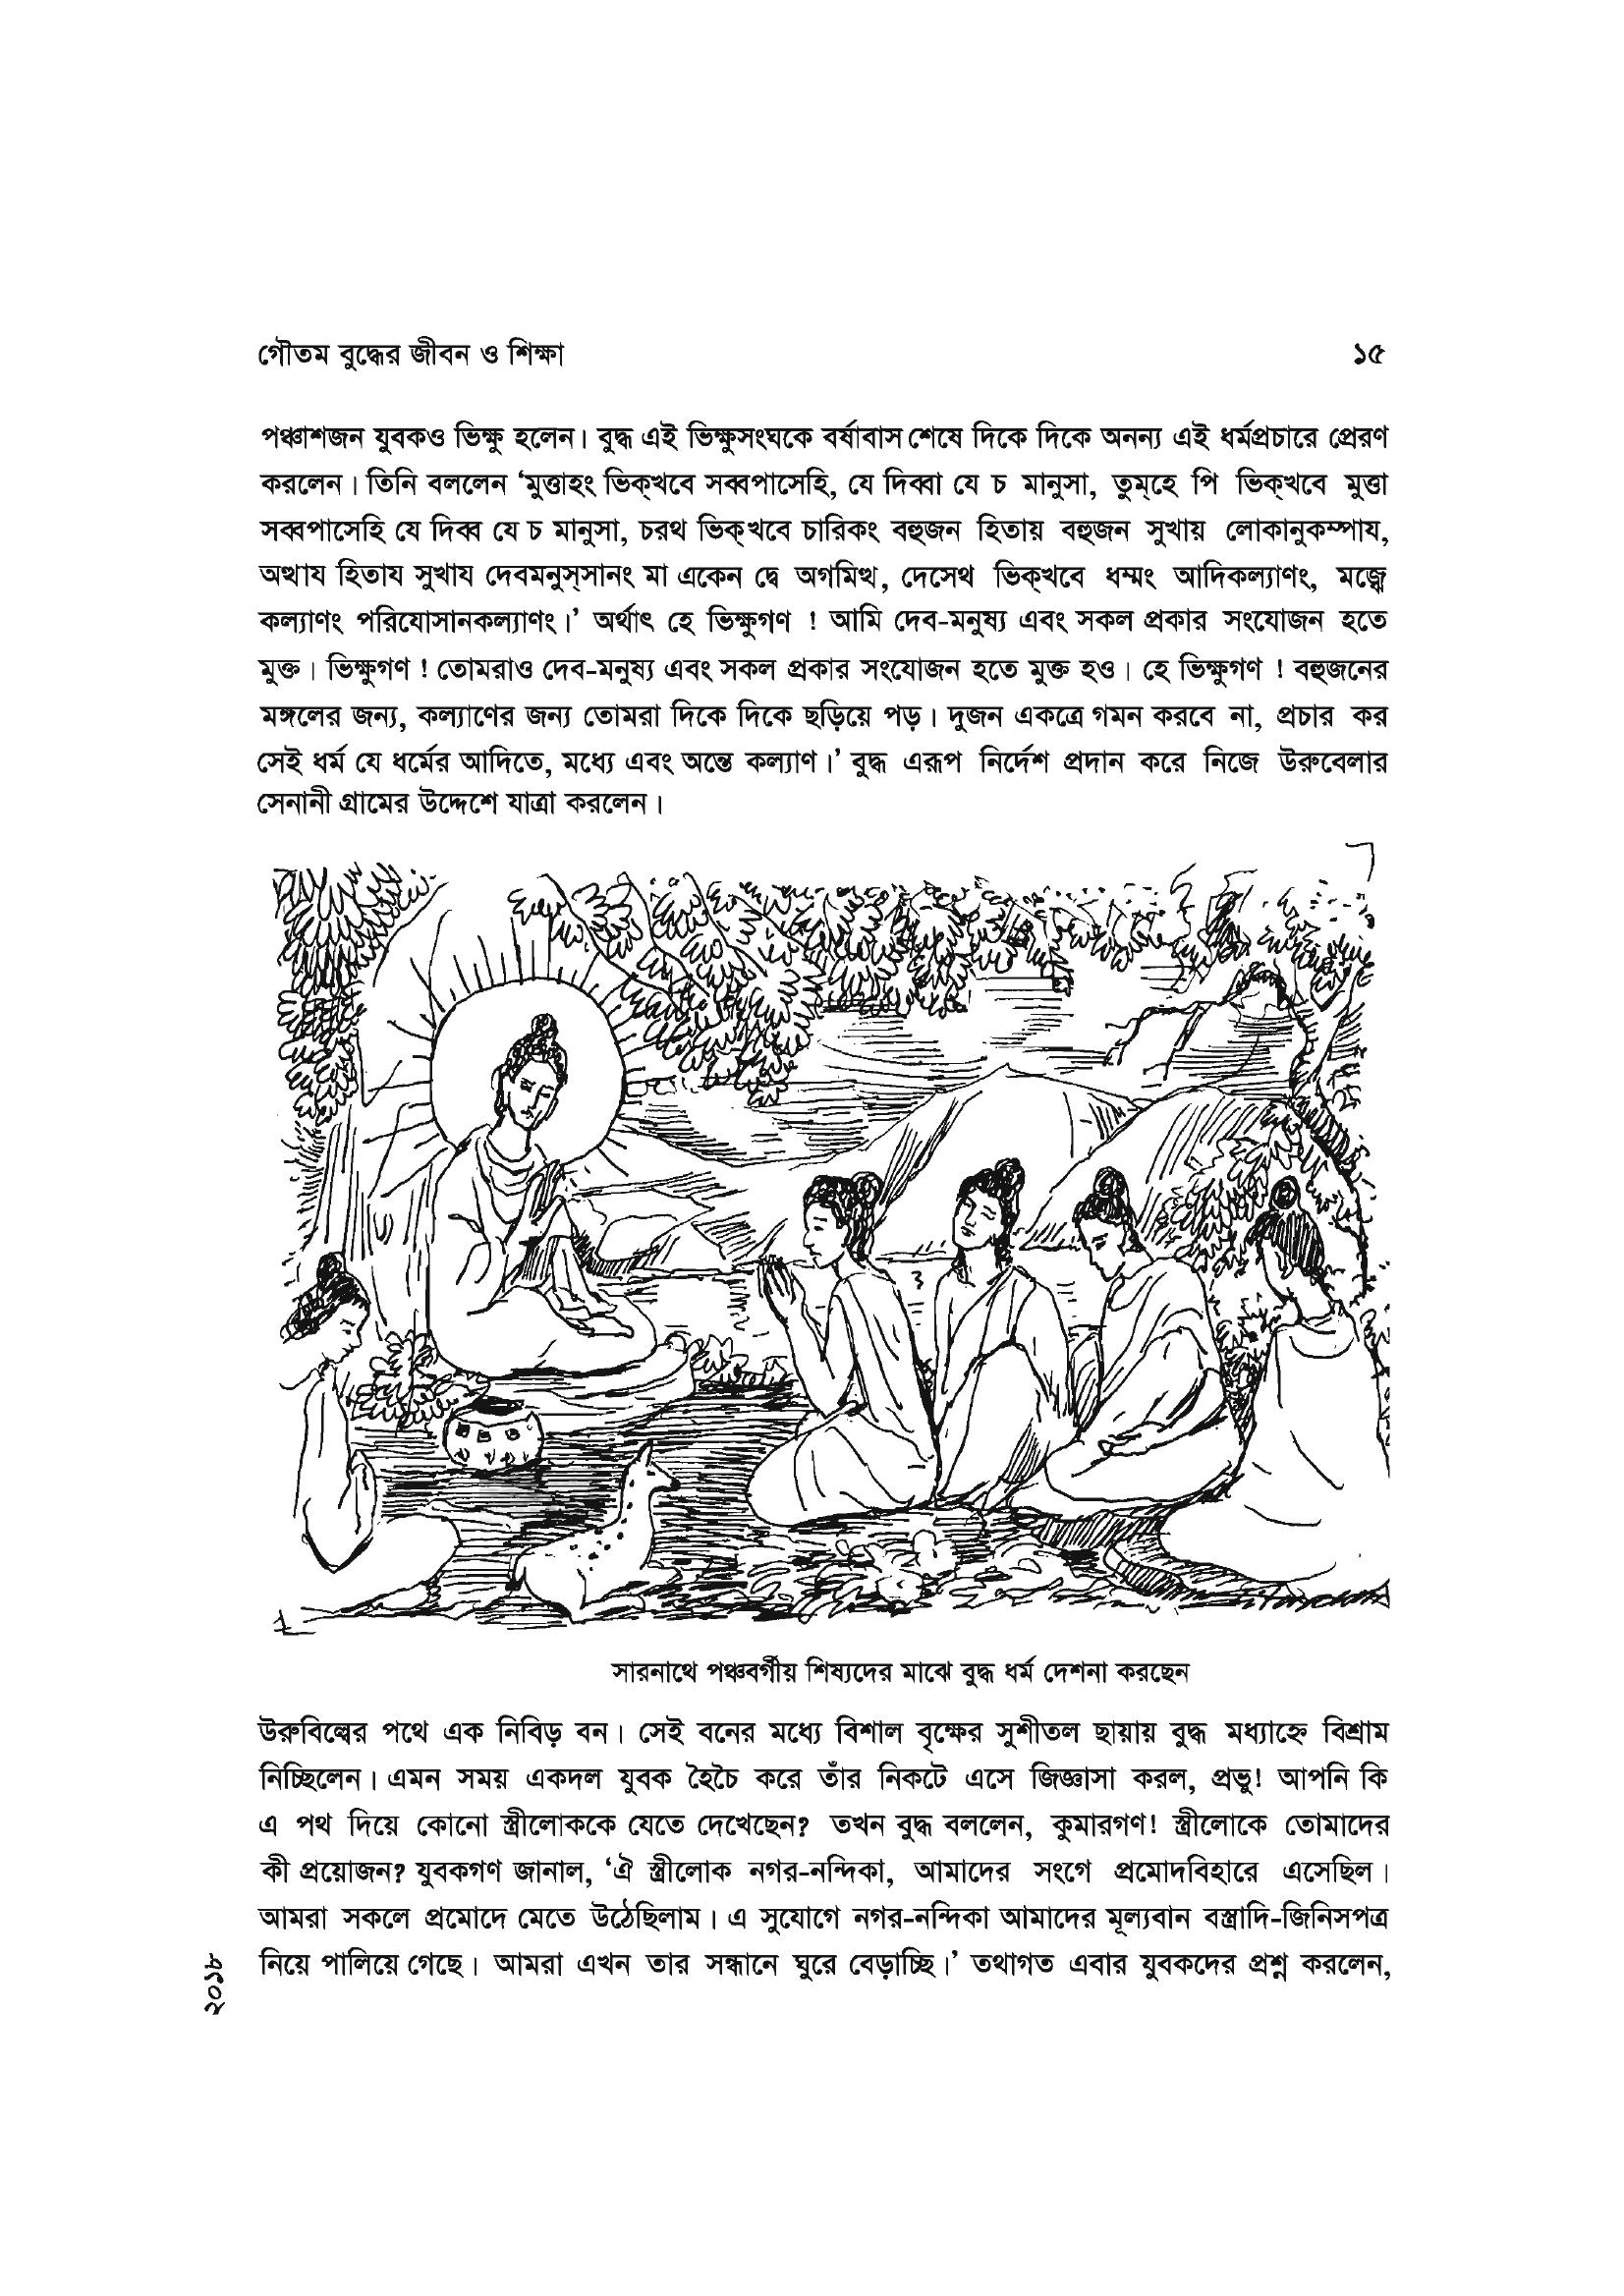 গৌতম বুদ্ধের জীবন ও শিক্ষা ১৫
পঞ্চাশজন যুবকও ভিক্ষু হলেন। বুদ্ধ এই ভিক্ষুসংঘকে বর্ষাবাস শেষে দিকে দিকে অনন্য এই ধর্মপ্রচারে প্রেরণ
করলেন। তিনি বললেন ‘মুত্তাহং ভিক্‌খবে সব্বপাসেহি, যে দিব্বা যে চ মানুসা, তুম্‌হে পি ভিক্‌খবে মুত্তা
সব্বপাসেহি যে দিব্ব যে চ মানুসা, চরথ ভিক্‌খবে চারিকং বহুজন হিতায় বহুজন সুখায় লোকানুকম্পায,
অত্থায হিতায সুখায দেবমনুস্‌সানং মা একেন দ্বে অগমিত্থ, দেসেথ ভিক্‌খবে ধম্মং আদিকল্যাণং, মজ্ঝে
কল্যাণং পরিযোসানকল্যাণং।’ অর্থাৎ হে ভিক্ষুগণ ! আমি দেব-মনুষ্য এবং সকল প্রকার সংযোজন হতে
মুক্ত। ভিক্ষুগণ ! তোমরাও দেব-মনুষ্য এবং সকল প্রকার সংযোজন হতে মুক্ত হও। হে ভিক্ষুগণ ! বহুজনের
মঙ্গলের জন্য, কল্যাণের জন্য তোমরা দিকে দিকে ছড়িয়ে পড়। দুজন একত্রে গমন করবে না, প্রচার কর
সেই ধর্ম যে ধর্মের আদিতে, মধ্যে এবং অন্তে কল্যাণ।’ বুদ্ধ এরূপ নির্দেশ প্রদান করে নিজে উরুবেলার
সেনানী গ্রামের উদ্দেশে যাত্রা করলেন।
সারনাথে পঞ্চবর্গীয় শিষ্যদের মাঝে বুদ্ধ ধর্ম দেশনা করছেন
উরুবিল্বের পথে এক নিবিড় বন। সেই বনের মধ্যে বিশাল বৃক্ষের সুশীতল ছায়ায় বুদ্ধ মধ্যাহ্নে বিশ্রাম
নিচ্ছিলেন। এমন সময় একদল যুবক হৈচৈ করে তাঁর নিকটে এসে জিজ্ঞাসা করল, প্রভু! আপনি কি
এ পথ দিয়ে কোনো স্ত্রীলোককে যেতে দেখেছেন? তখন বুদ্ধ বললেন, কুমারগণ! স্ত্রীলোকে তোমাদের
কী প্রয়োজন? যুবকগণ জানাল, ‘ঐ স্ত্রীলোক নগর-নন্দিকা, আমাদের সংগে প্রমোদবিহারে এসেছিল।
আমরা সকলে প্রমোদে মেতে উঠেছিলাম। এ সুযোগে নগর-নন্দিকা আমাদের মূল্যবান বস্ত্রাদি-জিনিসপত্র
নিয়ে পালিয়ে গেছে। আমরা এখন তার সন্ধানে ঘুরে বেড়াচ্ছি।’ তথাগত এবার যুবকদের প্রশ্ন করলেন,
২০১৮